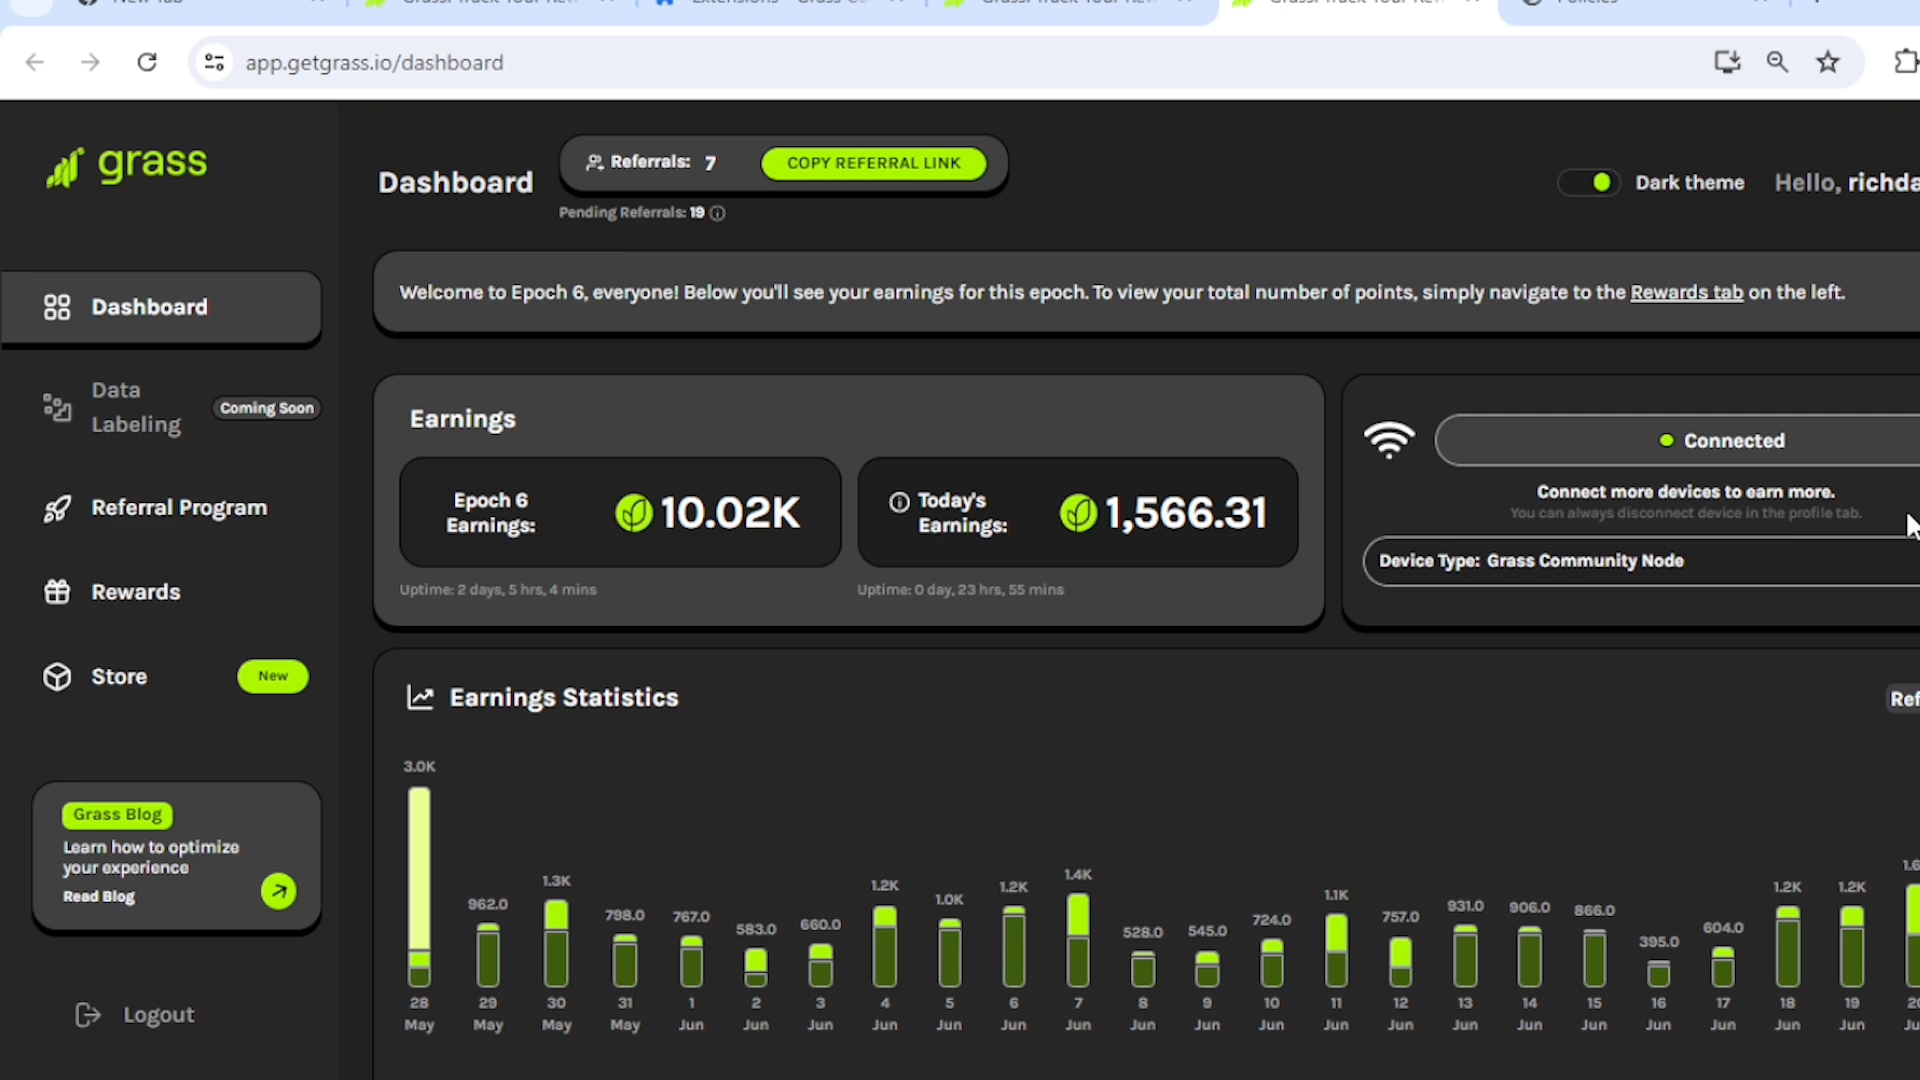 app.getgrass.io/dashboard
grass
Dashboard
Referrals: 7
COPY REFERRAL LINK
Pending Referrals: 19
Dark theme
Hello,
Welcome to Epoch 6, everyone! Below you'll see your earnings for this epoch. To view your total number of points, simply navigate to the Rewards tab on the left.
Dashboard
Data
Labeling
Coming Soon
Referral Program
Rewards
Store
New
Grass Blog
Learn how to optimize
your experience
Read Blog
Logout
Earnings
Epoch 6
Earnings:
10.02K
Today's
Earnings:
1,566.31
Uptime: 2 days, 5 hrs, 4 mins
Uptime: 0 day, 23 hrs, 55 mins
Connected
Connect more devices to earn more.
You can always disconnect device in the profile tab.
Device Type: Grass Community Node
Earnings Statistics
3.0K 962.0 1.3K 798.0 767.0 583.0 660.0 1.2K 1.0K 1.2K 1.4K 528.0 545.0 724.0 1.1K 757.0 931.0 906.0 866.0 395.0 604.0 1.2K 1.2K
28 29 30 31 1 2 3 4 5 6 7 8 9 10 11 12 13 14 15 16 17 18 19
May May May May Jun Jun Jun Jun Jun Jun Jun Jun Jun Jun Jun Jun Jun Jun Jun Jun Jun Jun Jun